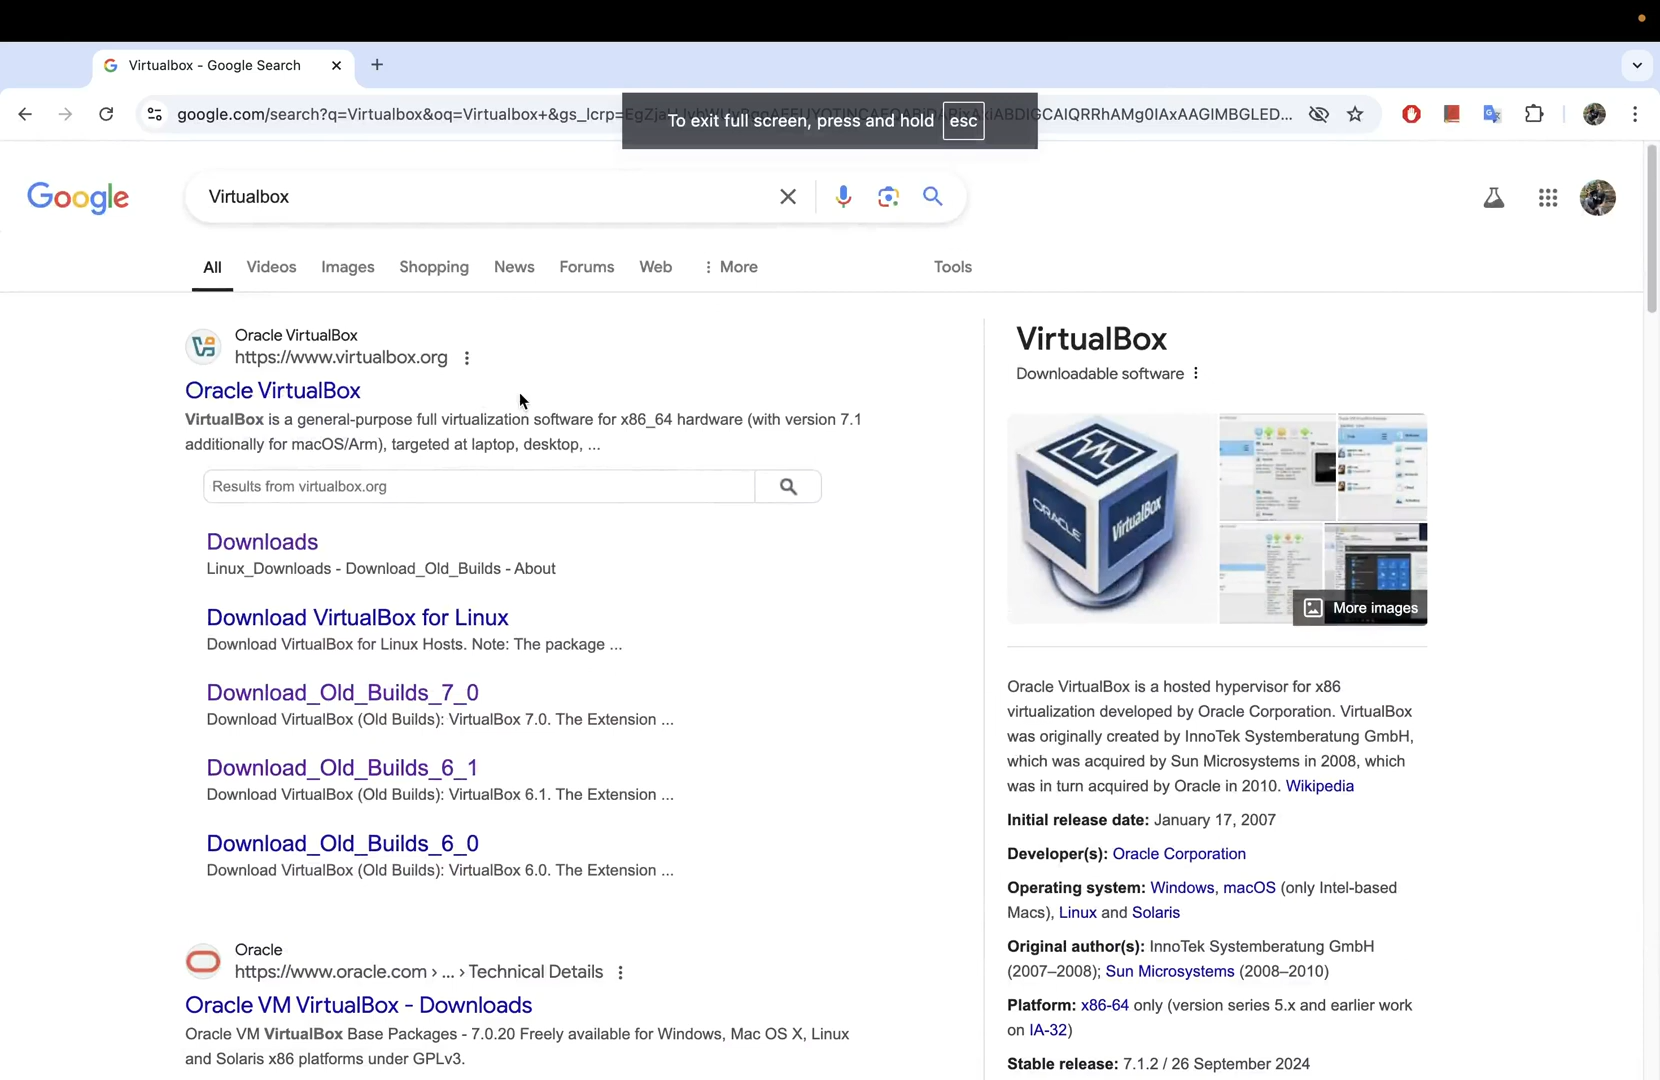 Virtualbox - Google Search
google.com/search?q=Virtualbox&oq=Virtualbox+&gs_lcrp=
To exit full screen, press and hold esc
Google
Virtualbox
All Videos Images Shopping News Forums Web More Tools
Oracle VirtualBox
https://www.virtualbox.org
Oracle VirtualBox
VirtualBox is a general-purpose full virtualization software for x86_64 hardware (with version 7.1
additionally for macOS/Arm), targeted at laptop, desktop, ...
Results from virtualbox.org
Downloads
Linux_Downloads - Download_Old_Builds - About
Download VirtualBox for Linux
Download VirtualBox for Linux Hosts. Note: The package ...
Download_Old_Builds_7_0
Download VirtualBox (Old Builds): VirtualBox 7.0. The Extension ...
Download_Old_Builds_6_1
Download VirtualBox (Old Builds): VirtualBox 6.1. The Extension ...
Download_Old_Builds_6_0
Download VirtualBox (Old Builds): VirtualBox 6.0. The Extension ...
Oracle
https://www.oracle.com › ... › Technical Details
Oracle VM VirtualBox - Downloads
Oracle VM VirtualBox Base Packages - 7.0.20 Freely available for Windows, Mac OS X, Linux
and Solaris x86 platforms under GPLv3.
VirtualBox
Downloadable software
ORACLE
VirtualBox
More images
Oracle VirtualBox is a hosted hypervisor for x86
virtualization developed by Oracle Corporation. VirtualBox
was originally created by InnoTek Systemberatung GmbH,
which was acquired by Sun Microsystems in 2008, which
was in turn acquired by Oracle in 2010. Wikipedia
Initial release date: January 17, 2007
Developer(s): Oracle Corporation
Operating system: Windows, macOS (only Intel-based
Macs), Linux and Solaris
Original author(s): InnoTek Systemberatung GmbH
(2007–2008); Sun Microsystems (2008–2010)
Platform: x86-64 only (version series 5.x and earlier work
on IA-32)
Stable release: 7.1.2 / 26 September 2024